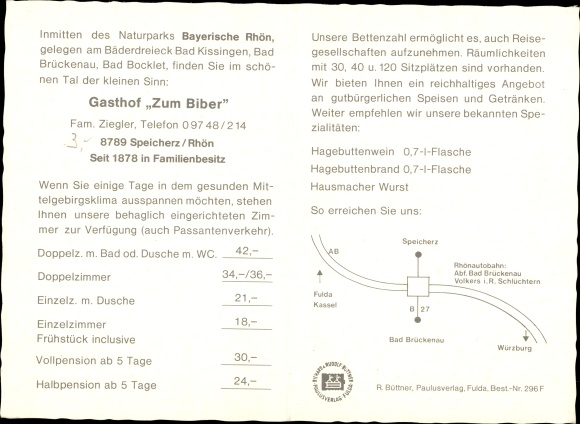 Inmitten des Naturparks Bayerische Rhön,
gelegen am Bäderdreieck Bad Kissingen, Bad
Brückenau, Bad Bocklet, finden Sie im schö-
nen Tal der kleinen Sinn:
Gasthof „Zum Biber"
Fam. Ziegler, Telefon 0 97 48 / 2 14
3,-
8789 Speicherz / Rhön
Seit 1878 in Familienbesitz
Wenn Sie einige Tage in dem gesunden Mit-
telgebirgsklima ausspannen möchten, stehen
Ihnen unsere behaglich eingerichteten Zim-
mer zur Verfügung (auch Passantenverkehr).
Doppelz. m. Bad od. Dusche m. WC. 42,–
Doppelzimmer 34,–/36,–
Einzelz. m. Dusche 21,–
Einzelzimmer 18,–
Frühstück inclusive
Vollpension ab 5 Tage 30,–
Halbpension ab 5 Tage 24,–
Unsere Bettenzahl ermöglicht es, auch Reise-
gesellschaften aufzunehmen. Räumlichkeiten
mit 30, 40 u. 120 Sitzplätzen sind vorhanden.
Wir bieten Ihnen ein reichhaltiges Angebot
an gutbürgerlichen Speisen und Getränken.
Weiter empfehlen wir unsere bekannten Spe-
zialitäten:
Hagebuttenwein 0,7-l-Flasche
Hagebuttenbrand 0,7-l-Flasche
Hausmacher Wurst
So erreichen Sie uns:
Speicherz
AB
Rhönautobahn:
Abf. Bad Brückenau
Volkers i. R. Schlüchtern
Fulda
Kassel
B 27
Bad Brückenau
Würzburg
RICHARD & RUDOLF BÜTTNER
PAULUSVERLAG FULDA
R. Büttner, Paulusverlag, Fulda, Best.-Nr. 296 F